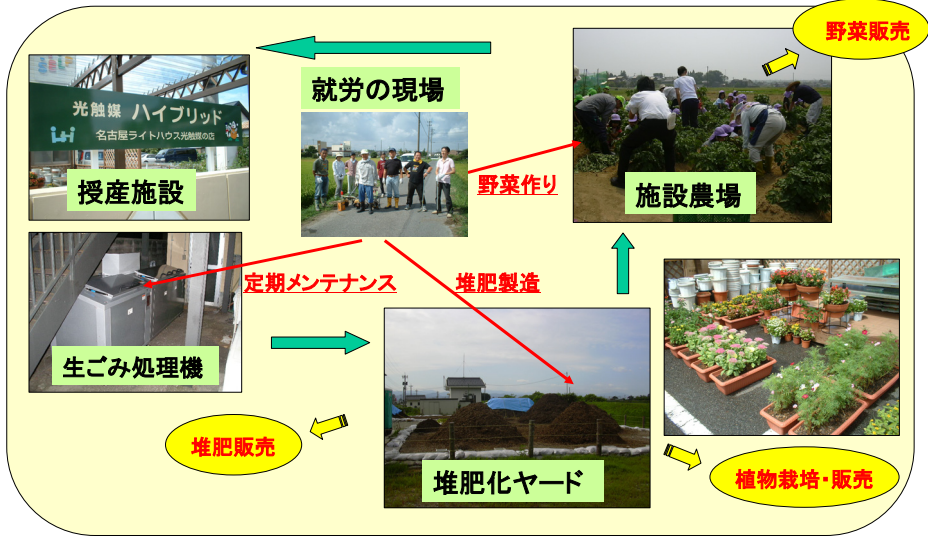 野菜販売
就労の現場
光触媒 ハイブリッド
名古屋ライトハウス光触媒の店
授産施設
野菜作り
施設農場
定期メンテナンス
堆肥製造
生ごみ処理機
堆肥販売
堆肥化ヤード
植物栽培・販売